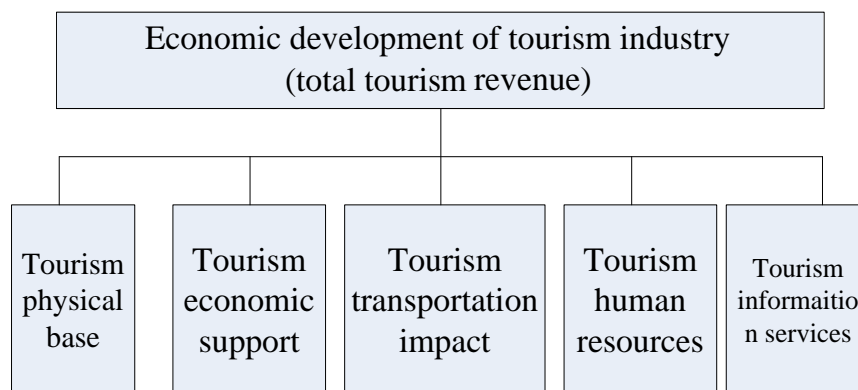 Economic development of tourism industry
(total tourism revenue)
Tourism
physical
base
Tourism
economic
support
Tourism
transportation
impact
Tourism
human
resources
Tourism
informaitio
n services